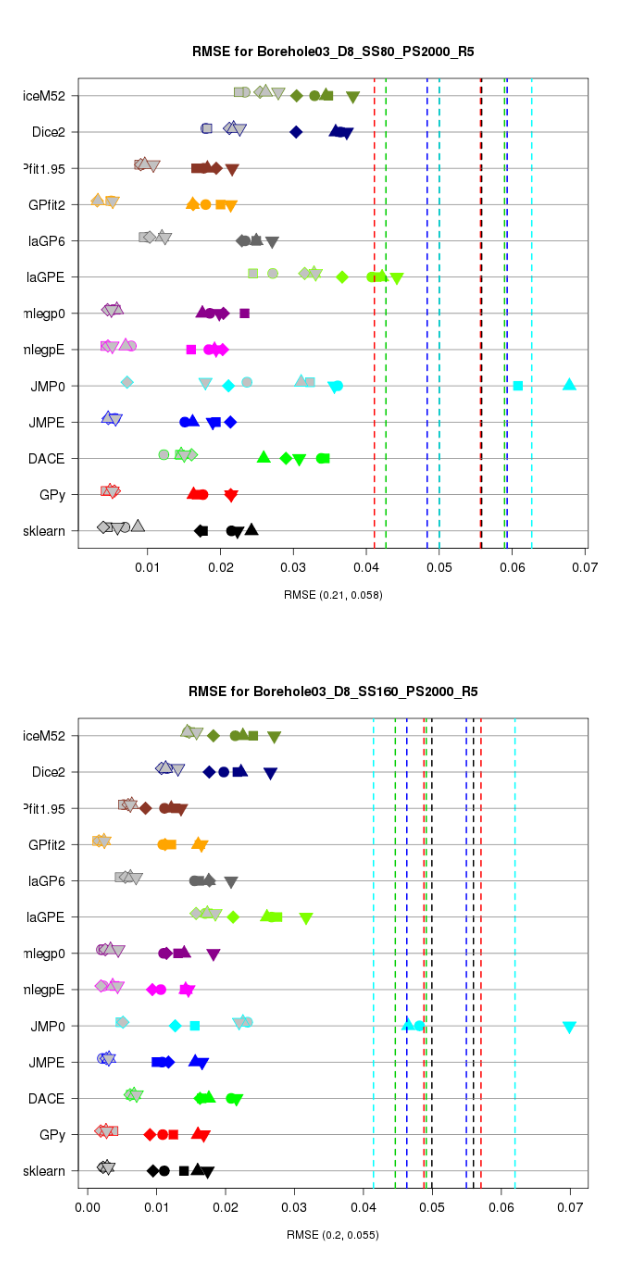 RMSE for Borehole03_D8_SS80_PS2000_R5
iceM52
Dice2
Pfit1.95
GPfit2
laGP6
laGPE
mlegp0
mlegpE
JMP0
JMPE
DACE
GPy
sklearn
0.01 0.02 0.03 0.04 0.05 0.06 0.07
RMSE (0.21, 0.058)
RMSE for Borehole03_D8_SS160_PS2000_R5
iceM52
Dice2
Pfit1.95
GPfit2
laGP6
laGPE
mlegp0
mlegpE
JMP0
JMPE
DACE
GPy
sklearn
0.00 0.01 0.02 0.03 0.04 0.05 0.06 0.07
RMSE (0.2, 0.055)